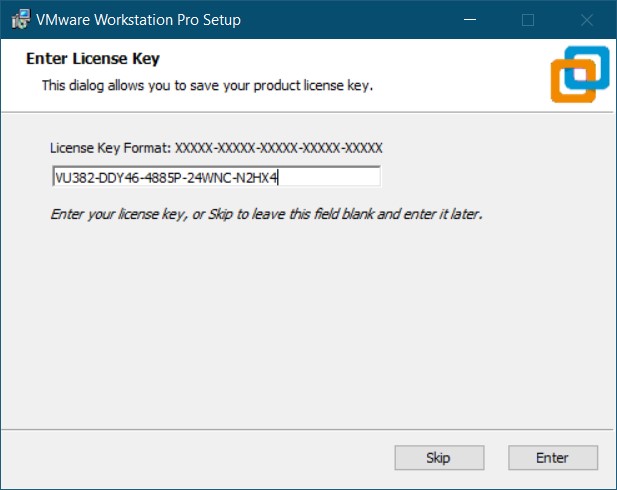 VMware Workstation Pro Setup
Enter License Key
This dialog allows you to save your product license key.
License Key Format: XXXXX-XXXXX-XXXXX-XXXXX-XXXXX
VU382-DDY46-4885P-24WNC-N2HX4
Enter your license key, or Skip to leave this field blank and enter it later.
Skip
Enter